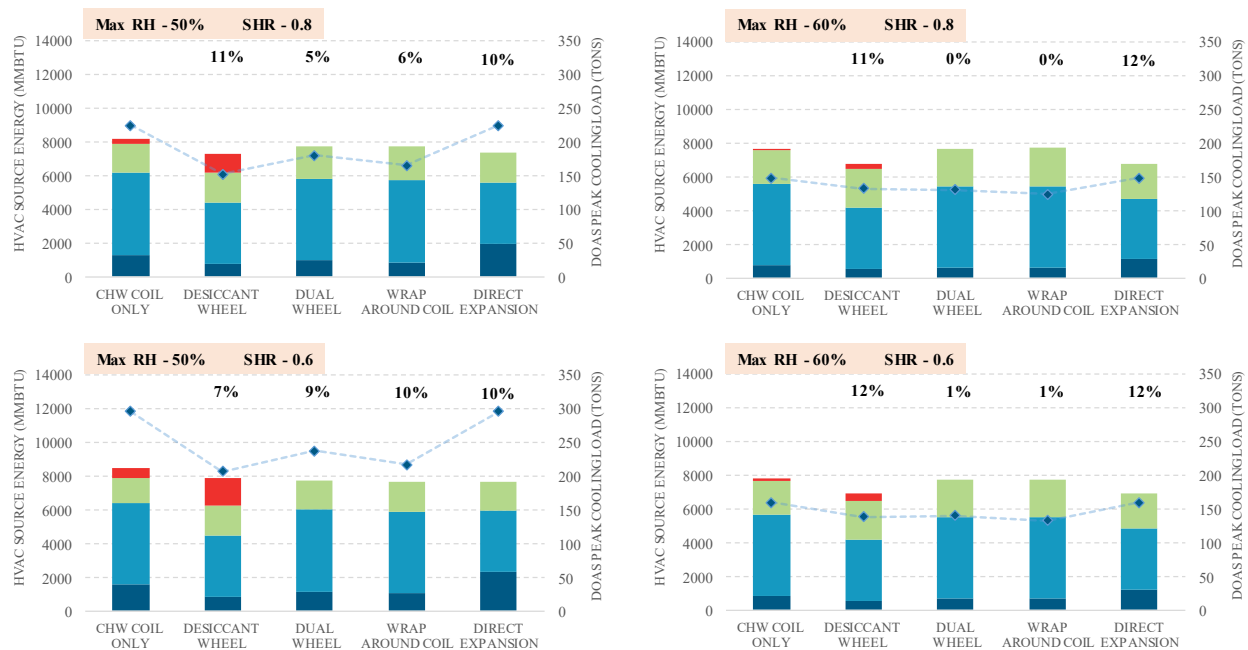 Max RH - 50% SHR - 0.8
HVAC SOURCE ENERGY (MMBTU)
14000
12000
10000
8000
6000
4000
2000
0
11% 5% 6% 10%
350
300
250
200
150
100
50
0
DOAS PEAK COOLING LOAD (TONS)
CHW COIL ONLY
DESICCANT WHEEL
DUAL WHEEL
WRAP AROUND COIL
DIRECT EXPANSION
Max RH - 60% SHR - 0.8
HVAC SOURCE ENERGY (MMBTU)
14000
12000
10000
8000
6000
4000
2000
0
11% 0% 0% 12%
350
300
250
200
150
100
50
0
DOAS PEAK COOLING LOAD (TONS)
CHW COIL ONLY
DESICCANT WHEEL
DUAL WHEEL
WRAP AROUND COIL
DIRECT EXPANSION
Max RH - 50% SHR - 0.6
HVAC SOURCE ENERGY (MMBTU)
14000
12000
10000
8000
6000
4000
2000
0
7% 9% 10% 10%
350
300
250
200
150
100
50
0
DOAS PEAK COOLING LOAD (TONS)
CHW COIL ONLY
DESICCANT WHEEL
DUAL WHEEL
WRAP AROUND COIL
DIRECT EXPANSION
Max RH - 60% SHR - 0.6
HVAC SOURCE ENERGY (MMBTU)
14000
12000
10000
8000
6000
4000
2000
0
12% 1% 1% 12%
350
300
250
200
150
100
50
0
DOAS PEAK COOLING LOAD (TONS)
CHW COIL ONLY
DESICCANT WHEEL
DUAL WHEEL
WRAP AROUND COIL
DIRECT EXPANSION